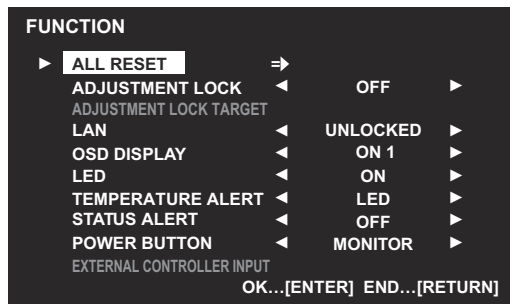 FUNCTION
ALL RESET
ADJUSTMENT LOCK OFF
ADJUSTMENT LOCK TARGET
LAN UNLOCKED
OSD DISPLAY ON 1
LED ON
TEMPERATURE ALERT LED
STATUS ALERT OFF
POWER BUTTON MONITOR
EXTERNAL CONTROLLER INPUT
OK...[ENTER] END...[RETURN]